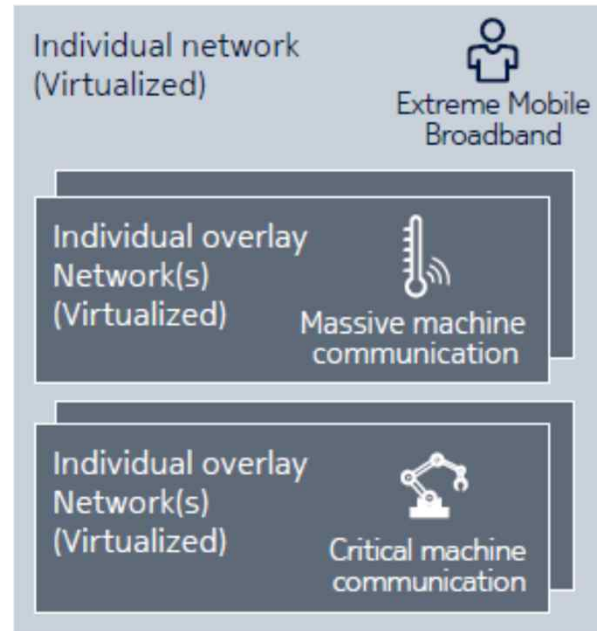 Individual network
(Virtualized)
Extreme Mobile
Broadband
Individual overlay
Network(s)
(Virtualized)
Massive machine
communication
Individual overlay
Network(s)
(Virtualized)
Critical machine
communication